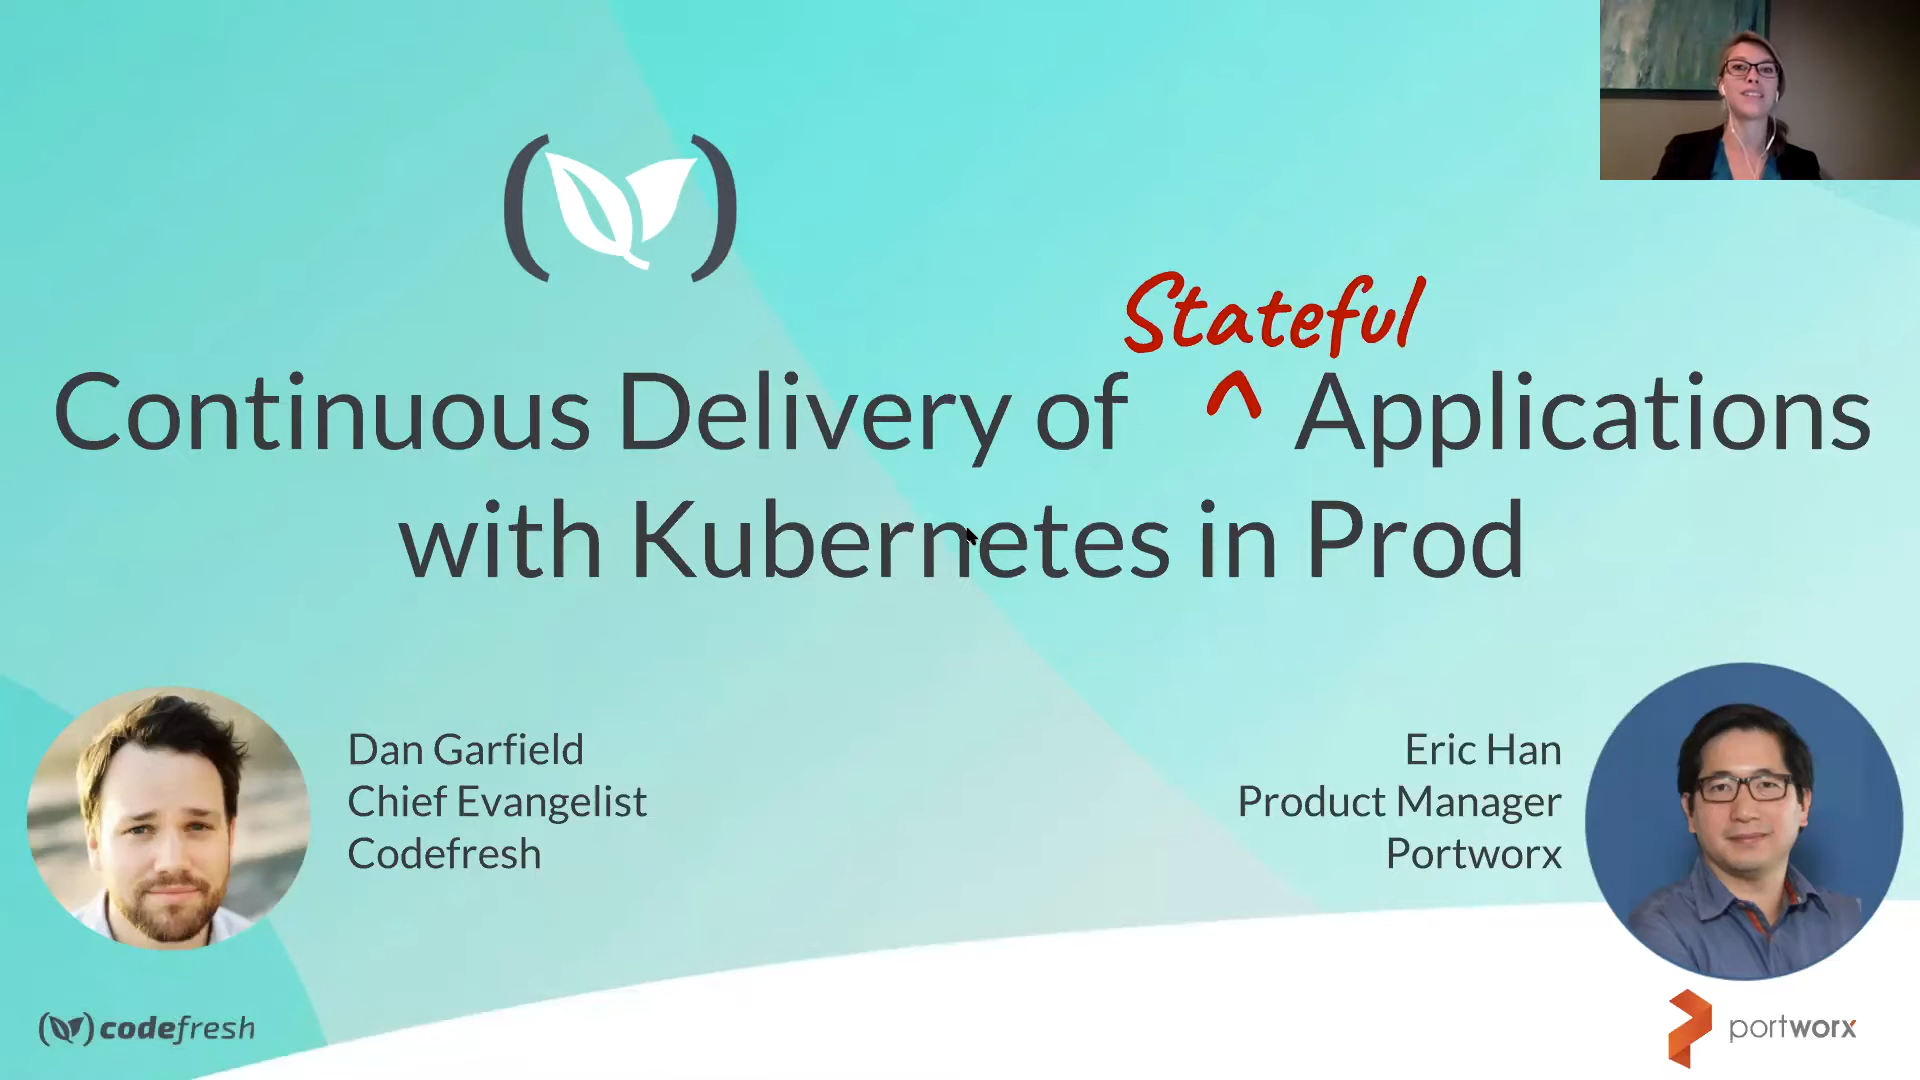 Stateful
Continuous Delivery of ^ Applications
with Kubernetes in Prod
Dan Garfield
Chief Evangelist
Codefresh
Eric Han
Product Manager
Portworx
codefresh
portworx